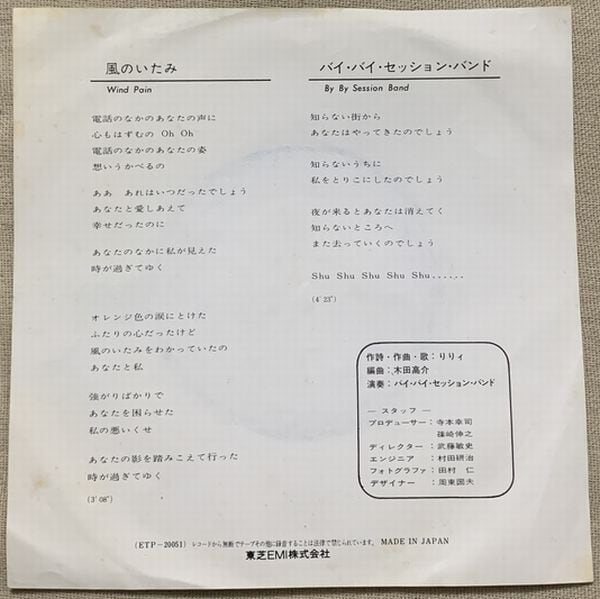 風のいたみ
Wind Pain
電話のなかのあなたの声に
心もはずむの Oh Oh
電話のなかのあなたの姿
想いうかべるの
ああ　あれはいつだったでしょう
あなたと愛しあえて
幸せだったのに
あなたのなかに私が見えた
時が過ぎてゆく
オレンジ色の涙にとけた
ふたりの心だったけど
風のいたみをわかっていたの
あなたと私
強がりばかりで
あなたを困らせた
私の悪いくせ
あなたの影を踏みこえて行った
時が過ぎてゆく
(3'08")
バイ・バイ・セッション・バンド
By By Session Band
知らない街から
あなたはやってきたのでしょう
知らないうちに
私をとりこにしたのでしょう
夜が来るとあなたは消えてく
知らないところへ
また去っていくのでしょう
Shu Shu Shu Shu Shu......
(4'23")
作詩・作曲・歌：りりィ
編曲：木田高介
演奏：バイ・バイ・セッション・バンド
— スタッフ —
プロデューサー：寺本幸司
篠崎伸之
ディレクター：武藤敏史
エンジニア：村田研治
フォトグラファ：田村　仁
デザイナー：周東国夫
(ETP-20051) レコードから無断でテープその他に録音することは法律で禁じられています。 MADE IN JAPAN
東芝EMI株式会社